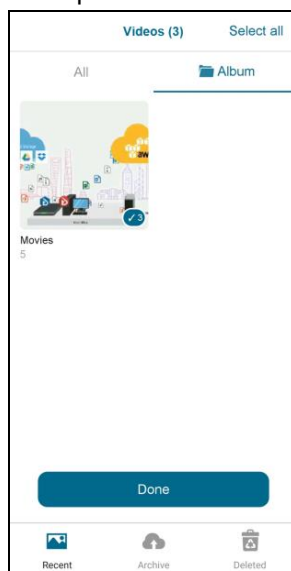 Videos (3)
Select all
All
Album
3
Movies
5
Done
Recent
Archive
Deleted